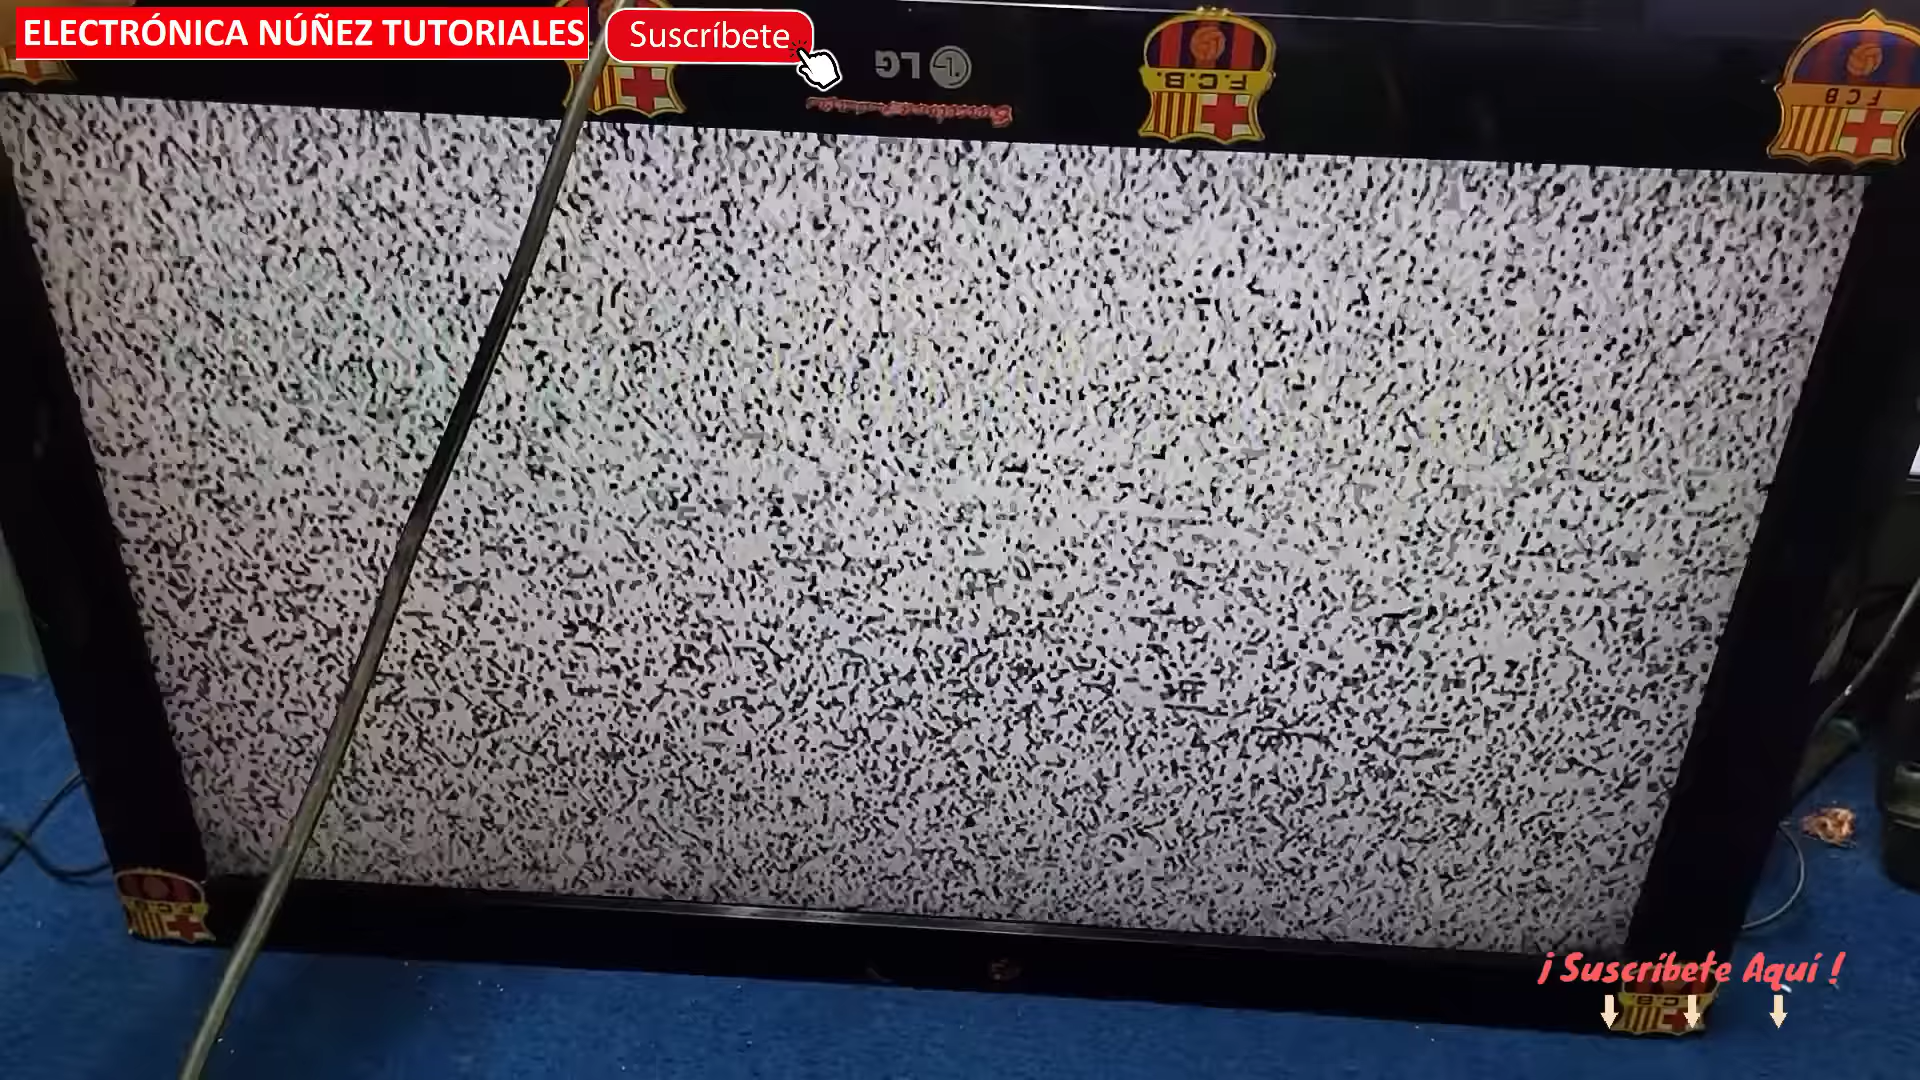 ELECTRÓNICA NÚÑEZ TUTORIALES
Suscríbete
LG
F.C.B.
F C B
¡ Suscríbete Aquí !
C.B.